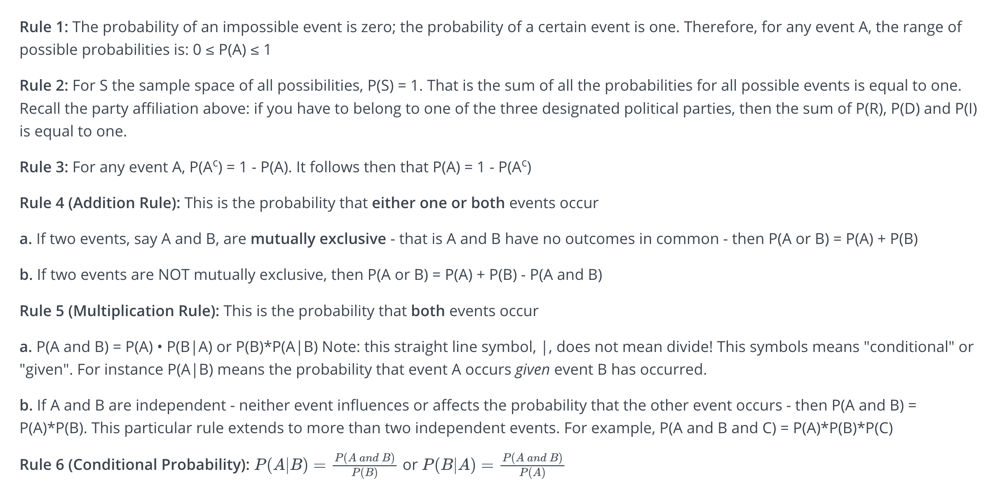 Rule 1: The probability of an impossible event is zero; the probability of a certain event is one. Therefore, for any event A, the range of
possible probabilities is: 0 ≤ P(A) ≤ 1
Rule 2: For S the sample space of all possibilities, P(S) = 1. That is the sum of all the probabilities for all possible events is equal to one.
Recall the party affiliation above: if you have to belong to one of the three designated political parties, then the sum of P(R), P(D) and P(I)
is equal to one.
Rule 3: For any event A, P(Aᶜ) = 1 - P(A). It follows then that P(A) = 1 - P(Aᶜ)
Rule 4 (Addition Rule): This is the probability that either one or both events occur
a. If two events, say A and B, are mutually exclusive - that is A and B have no outcomes in common - then P(A or B) = P(A) + P(B)
b. If two events are NOT mutually exclusive, then P(A or B) = P(A) + P(B) - P(A and B)
Rule 5 (Multiplication Rule): This is the probability that both events occur
a. P(A and B) = P(A) • P(B|A) or P(B)*P(A|B) Note: this straight line symbol, |, does not mean divide! This symbols means "conditional" or
"given". For instance P(A|B) means the probability that event A occurs given event B has occurred.
b. If A and B are independent - neither event influences or affects the probability that the other event occurs - then P(A and B) =
P(A)*P(B). This particular rule extends to more than two independent events. For example, P(A and B and C) = P(A)*P(B)*P(C)
Rule 6 (Conditional Probability): P(A|B) = P(A and B)/P(B) or P(B|A) = P(A and B)/P(A)